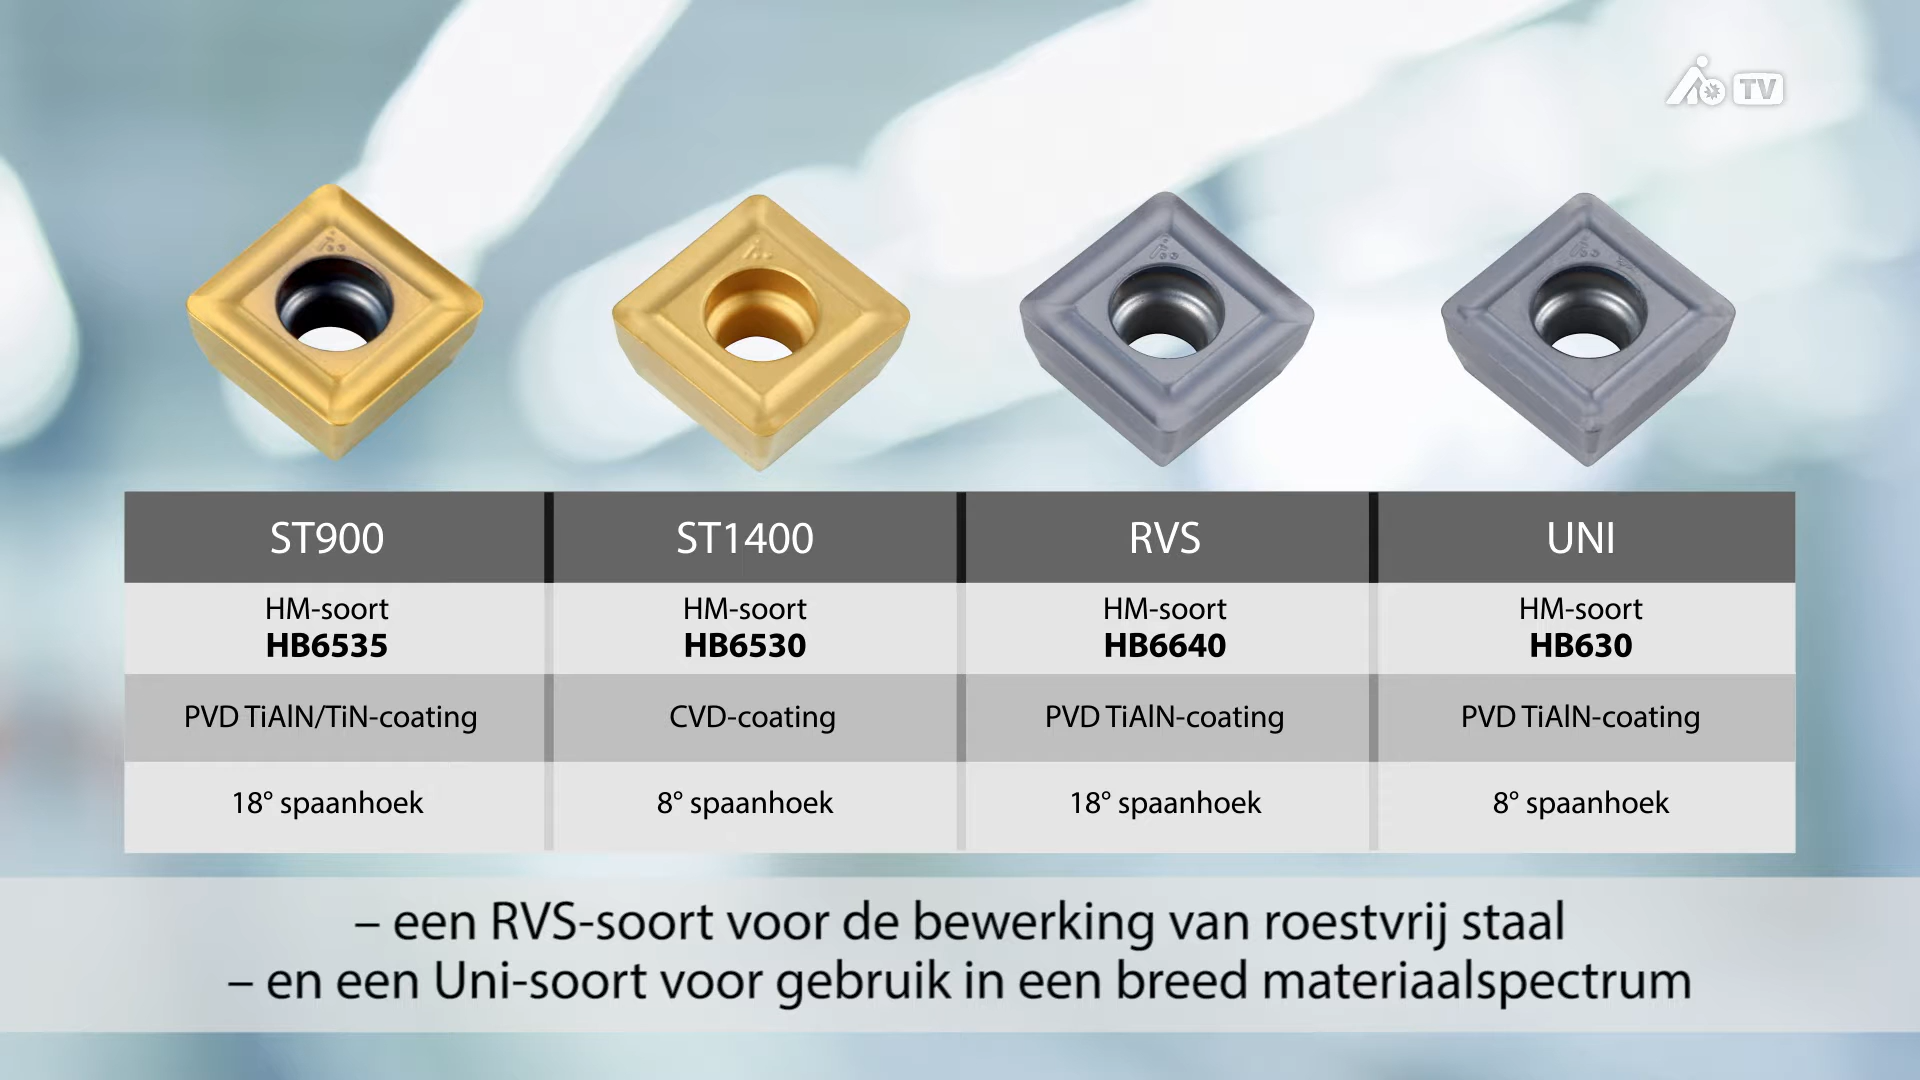 TV
ST900 ST1400 RVS UNI
HM-soort HM-soort HM-soort HM-soort
HB6535 HB6530 HB6640 HB630
PVD TiAlN/TiN-coating CVD-coating PVD TiAlN-coating PVD TiAlN-coating
18° spaanhoek 8° spaanhoek 18° spaanhoek 8° spaanhoek
– een RVS-soort voor de bewerking van roestvrij staal
– en een Uni-soort voor gebruik in een breed materiaalspectrum